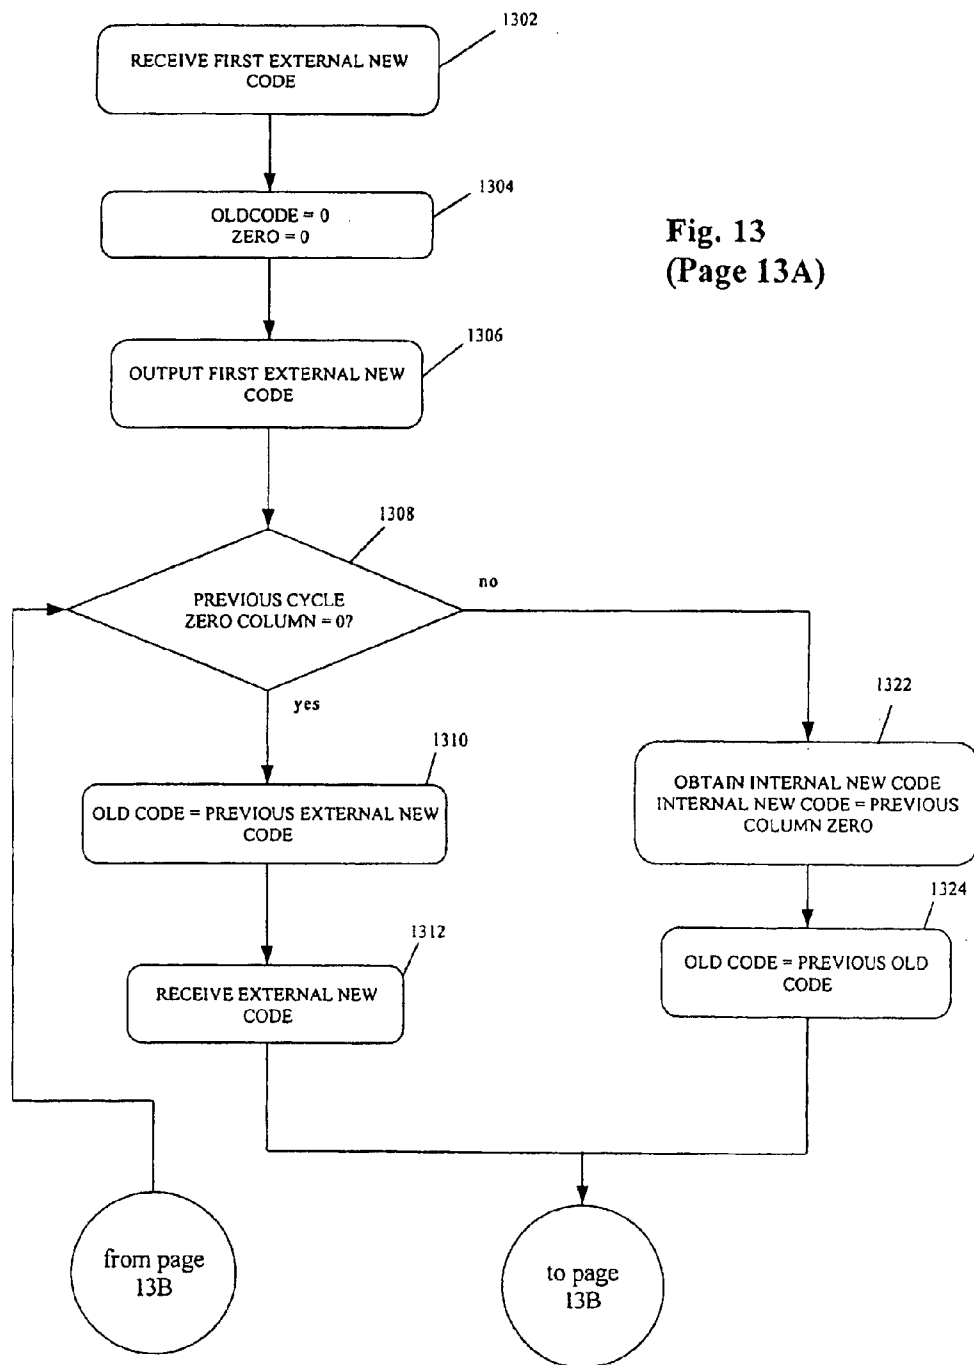 1302
RECEIVE FIRST EXTERNAL NEW
CODE
1304
OLDCODE = 0
ZERO = 0
Fig. 13
(Page 13A)
1306
OUTPUT FIRST EXTERNAL NEW
CODE
1308
PREVIOUS CYCLE
ZERO COLUMN = 0?
no
yes
1322
OBTAIN INTERNAL NEW CODE
INTERNAL NEW CODE = PREVIOUS
COLUMN ZERO
1310
OLD CODE = PREVIOUS EXTERNAL NEW
CODE
1324
OLD CODE = PREVIOUS OLD
CODE
1312
RECEIVE EXTERNAL NEW
CODE
from page
13B
to page
13B